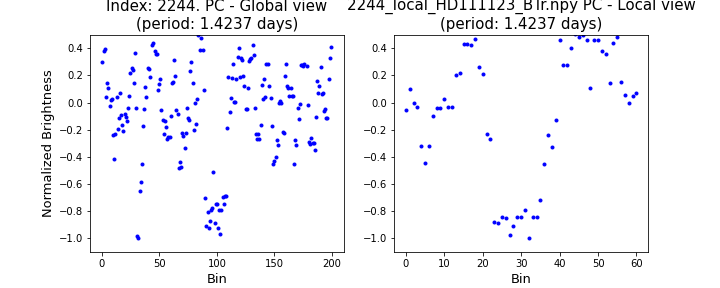 Index: 2244. PC - Global view
(period: 1.4237 days)
2244_local_HD111123_BTr.npy PC - Local view
(period: 1.4237 days)
Normalized Brightness
0.4
0.2
0.0
−0.2
−0.4
−0.6
−0.8
−1.0
0 50 100 150 200
Bin
0.4
0.2
0.0
−0.2
−0.4
−0.6
−0.8
−1.0
0 10 20 30 40 50 60
Bin